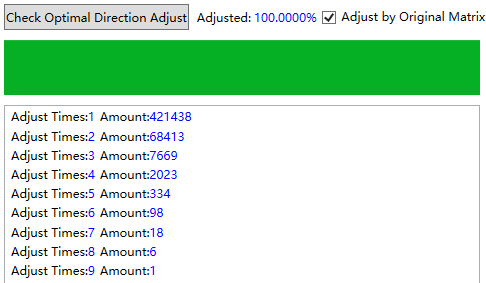 Check Optimal Direction Adjust Adjusted: 100.0000% Adjust by Original Matrix
Adjust Times:1 Amount:421438
Adjust Times:2 Amount:68413
Adjust Times:3 Amount:7669
Adjust Times:4 Amount:2023
Adjust Times:5 Amount:334
Adjust Times:6 Amount:98
Adjust Times:7 Amount:18
Adjust Times:8 Amount:6
Adjust Times:9 Amount:1